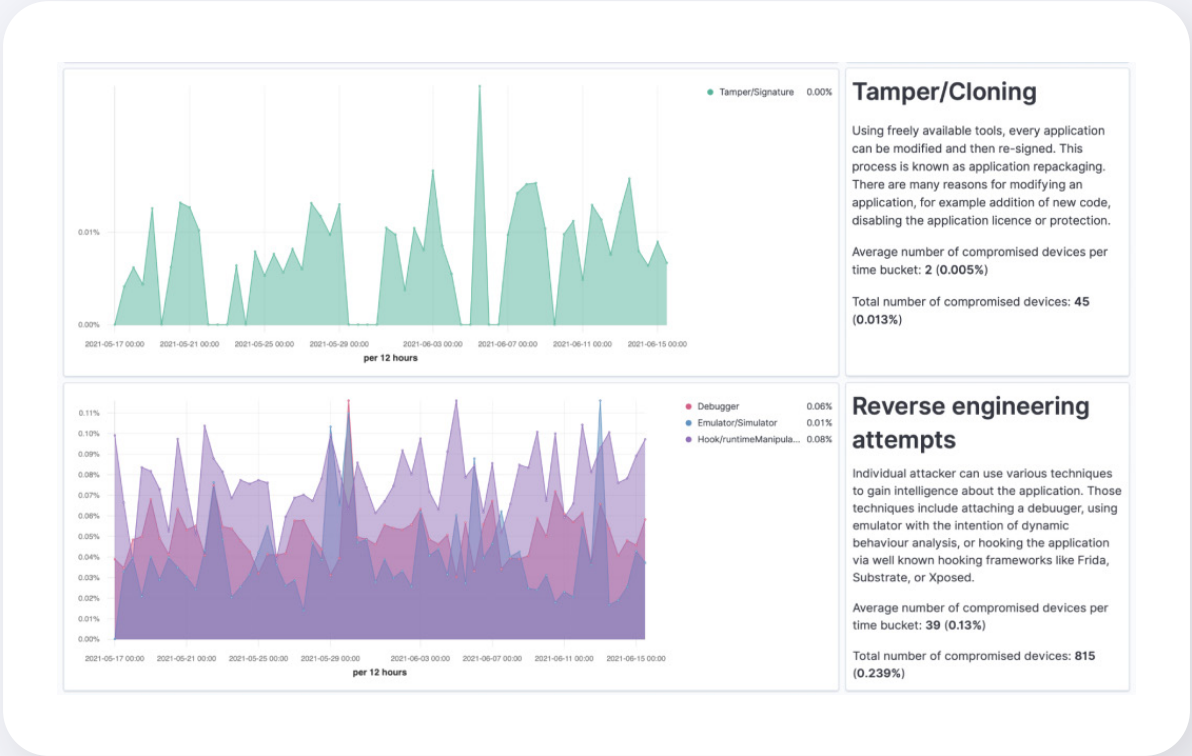 Tamper/Signature 0.00%
0.01%
0.00%
2021-05-17 00:00 2021-05-21 00:00 2021-05-25 00:00 2021-05-29 00:00 2021-06-03 00:00 2021-06-07 00:00 2021-06-11 00:00 2021-06-15 00:00
per 12 hours
Tamper/Cloning
Using freely available tools, every application
can be modified and then re-signed. This
process is known as application repackaging.
There are many reasons for modifying an
application, for example addition of new code,
disabling the application licence or protection.
Average number of compromised devices per
time bucket: 2 (0.005%)
Total number of compromised devices: 45
(0.013%)
Debugger 0.06%
Emulator/Simulator 0.01%
Hook/runtimeManipula... 0.08%
0.11%
0.10%
0.09%
0.08%
0.07%
0.06%
0.05%
0.04%
0.03%
0.02%
0.01%
0.00%
2021-05-17 00:00 2021-05-21 00:00 2021-05-25 00:00 2021-05-29 00:00 2021-06-03 00:00 2021-06-07 00:00 2021-06-11 00:00 2021-06-15 00:00
per 12 hours
Reverse engineering
attempts
Individual attacker can use various techniques
to gain intelligence about the application. Those
techniques include attaching a debuuger, using
emulator with the intention of dynamic
behaviour analysis, or hooking the application
via well known hooking frameworks like Frida,
Substrate, or Xposed.
Average number of compromised devices per
time bucket: 39 (0.13%)
Total number of compromised devices: 815
(0.239%)